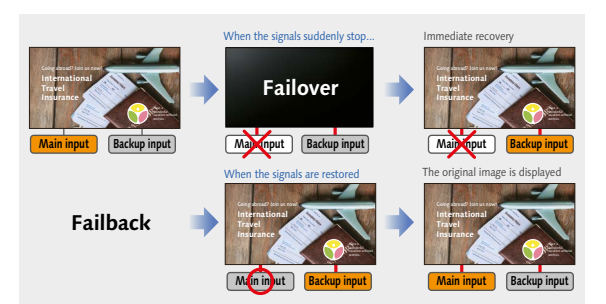 When the signals suddenly stop...
Immediate recovery
Going abroad? Join us now!
International
Travel
Insurance
Failover
Going abroad? Join us now!
International
Travel
Insurance
Main input
Backup input
Main input
Backup input
Main input
Backup input
When the signals are restored
The original image is displayed
Failback
Going abroad? Join us now!
International
Travel
Insurance
Going abroad? Join us now!
International
Travel
Insurance
Main input
Backup input
Main input
Backup input